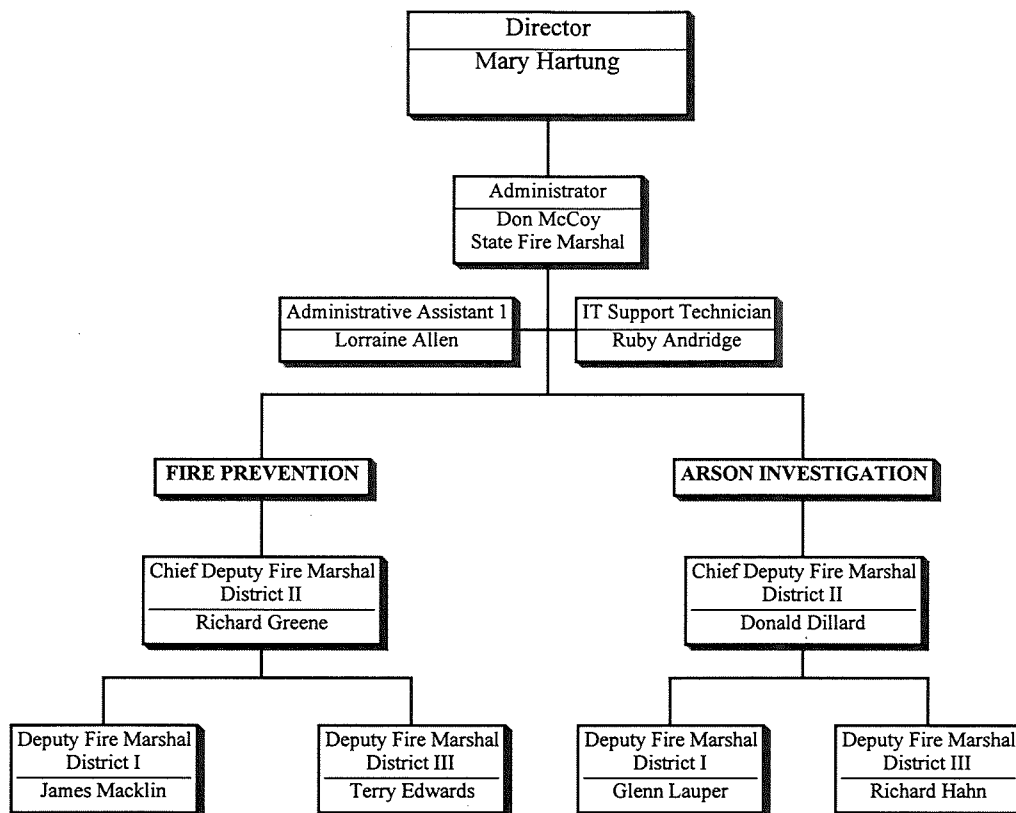 Director
Mary Hartung
Administrator
Don McCoy
State Fire Marshal
Administrative Assistant 1
Lorraine Allen
IT Support Technician
Ruby Andridge
FIRE PREVENTION
ARSON INVESTIGATION
Chief Deputy Fire Marshal
District II
Richard Greene
Chief Deputy Fire Marshal
District II
Donald Dillard
Deputy Fire Marshal
District I
James Macklin
Deputy Fire Marshal
District III
Terry Edwards
Deputy Fire Marshal
District I
Glenn Lauper
Deputy Fire Marshal
District III
Richard Hahn